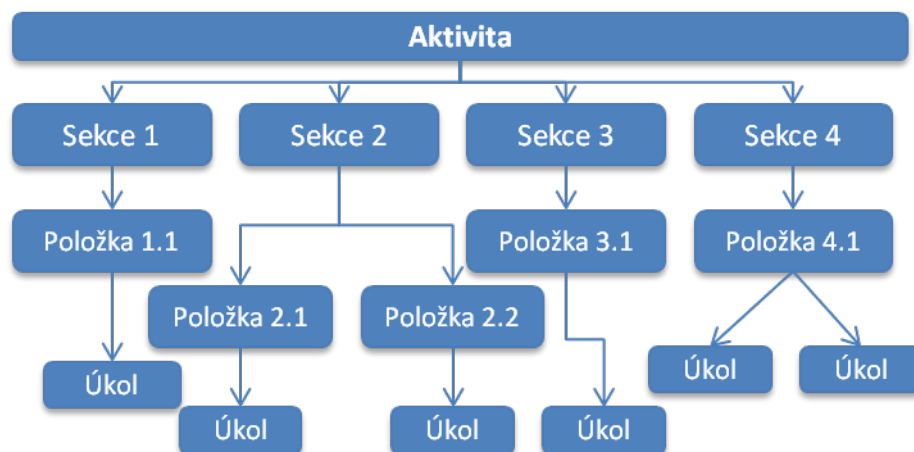 Aktivita
Sekce 1
Sekce 2
Sekce 3
Sekce 4
Položka 1.1
Položka 3.1
Položka 4.1
Položka 2.1
Položka 2.2
Úkol
Úkol
Úkol
Úkol
Úkol
Úkol